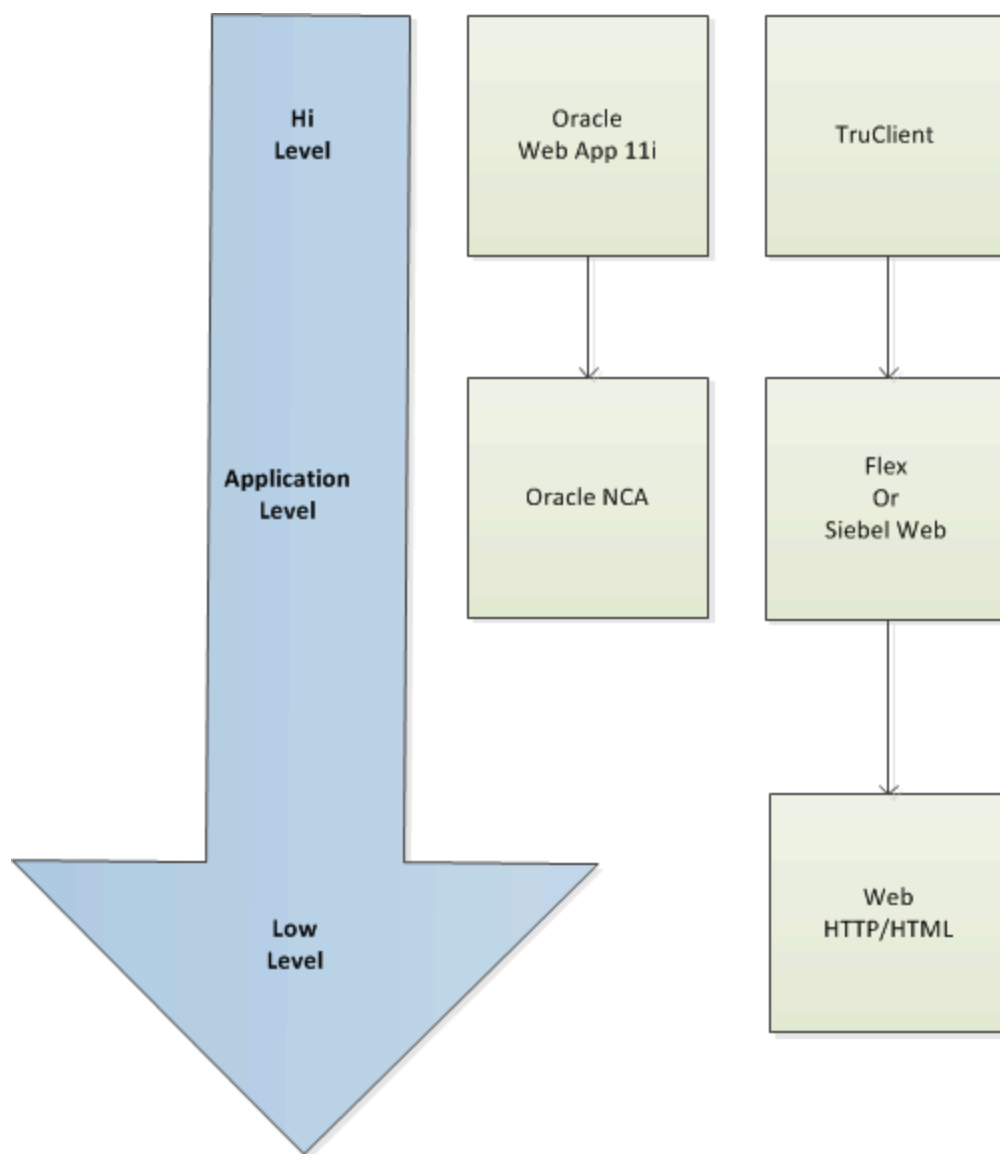 Hi
Level
Oracle
Web App 11i
TruClient
Application
Level
Oracle NCA
Flex
Or
Siebel Web
Low
Level
Web
HTTP/HTML